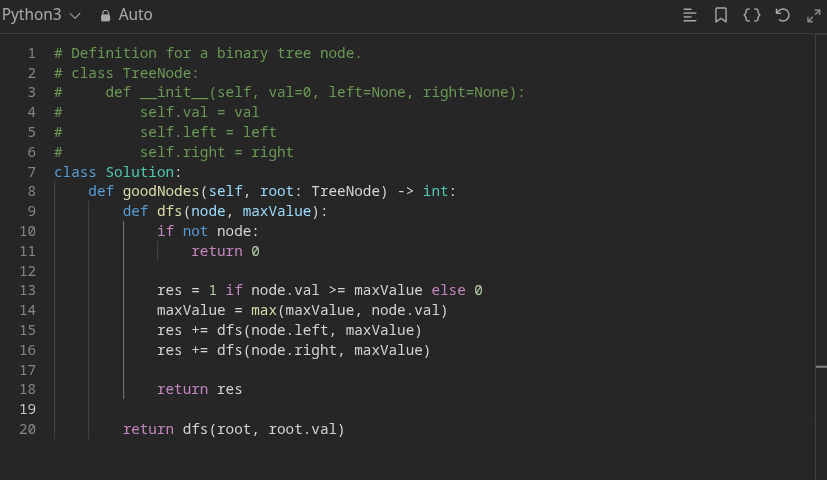 Python3 Auto
1 # Definition for a binary tree node.
2 # class TreeNode:
3 #     def __init__(self, val=0, left=None, right=None):
4 #         self.val = val
5 #         self.left = left
6 #         self.right = right
7 class Solution:
8     def goodNodes(self, root: TreeNode) -> int:
9         def dfs(node, maxValue):
10             if not node:
11                 return 0
12
13             res = 1 if node.val >= maxValue else 0
14             maxValue = max(maxValue, node.val)
15             res += dfs(node.left, maxValue)
16             res += dfs(node.right, maxValue)
17
18             return res
19
20         return dfs(root, root.val)